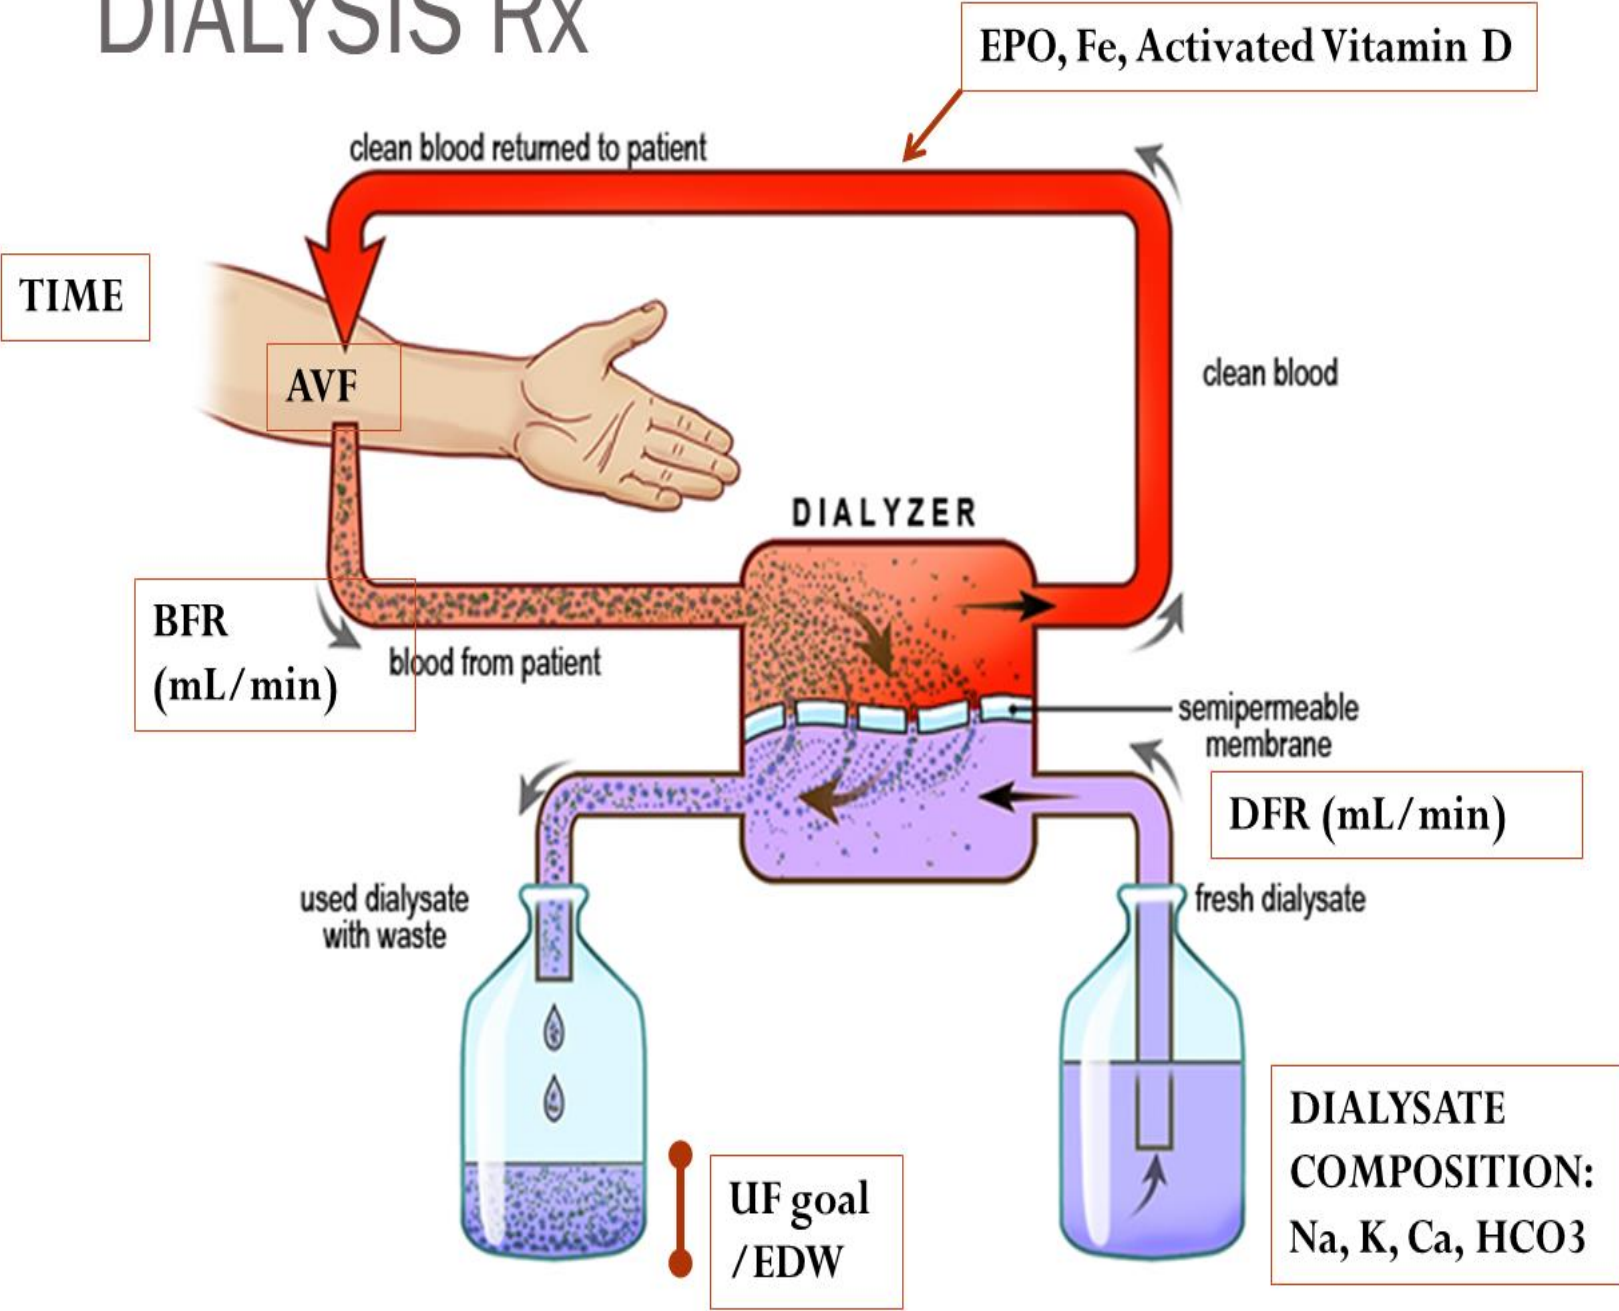 DIALYSIS Rx
EPO, Fe, Activated Vitamin D
clean blood returned to patient
TIME
AVF
clean blood
DIALYZER
BFR
(mL/min)
blood from patient
semipermeable
membrane
DFR (mL/min)
used dialysate
with waste
fresh dialysate
DIALYSATE
COMPOSITION:
Na, K, Ca, HCO3
UF goal
/EDW